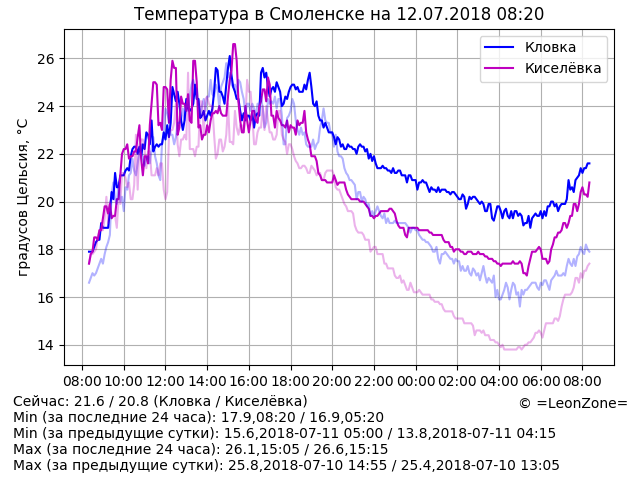 Температура в Смоленске на 12.07.2018 08:20
Кловка
Киселёвка
градусов Цельсия, °C
26
24
22
20
18
16
14
08:00 10:00 12:00 14:00 16:00 18:00 20:00 22:00 00:00 02:00 04:00 06:00 08:00
© =LeonZone=
Сейчас: 21.6 / 20.8 (Кловка / Киселёвка)
Min (за последние 24 часа): 17.9,08:20 / 16.9,05:20
Min (за предыдущие сутки): 15.6,2018-07-11 05:00 / 13.8,2018-07-11 04:15
Max (за последние 24 часа): 26.1,15:05 / 26.6,15:15
Max (за предыдущие сутки): 25.8,2018-07-10 14:55 / 25.4,2018-07-10 13:05